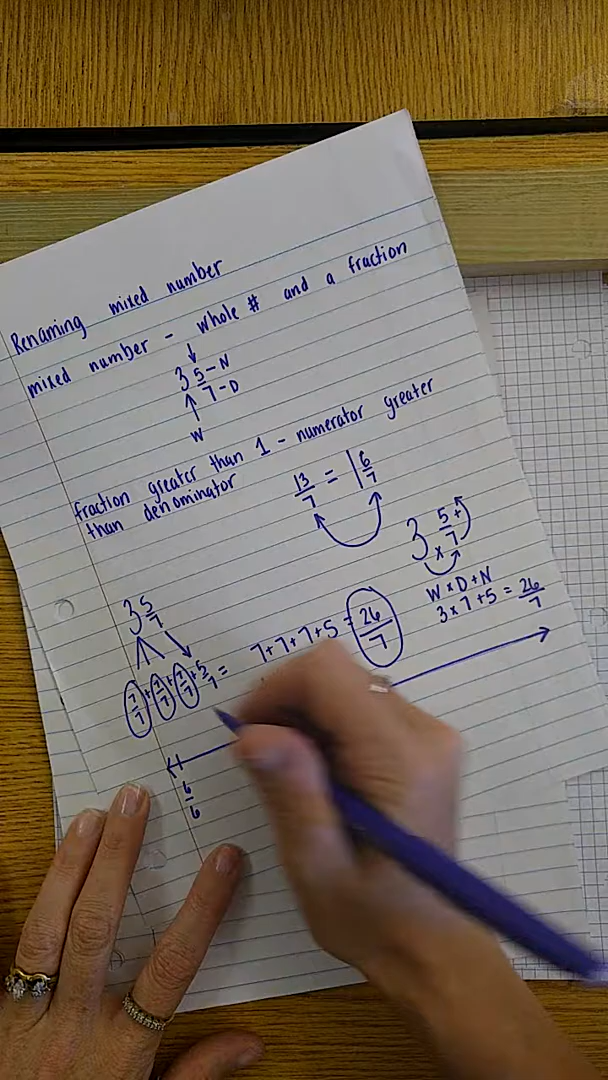 Renaming mixed number
mixed number - whole # and a fraction
3 5/7 - N
- D
W
fraction greater than 1 - numerator greater
than denominator
13/7 = 1 6/7
3 5/7 + x
W x D + N
3 x 7 + 5 = 26/7
3 5/7
7/7 + 7/7 + 7/7 + 5/7 =
7+7+7+5 = 26/7
6/6